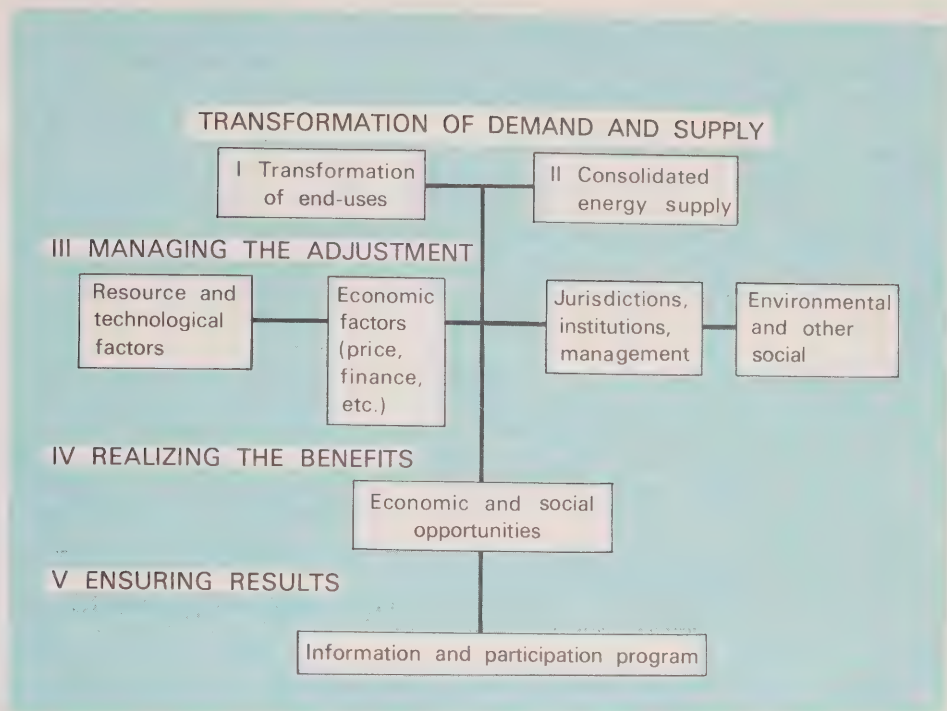 TRANSFORMATION OF DEMAND AND SUPPLY
I Transformation
of end-uses
II Consolidated
energy supply
III MANAGING THE ADJUSTMENT
Resource and
technological
factors
Economic
factors
(price,
finance,
etc.)
Jurisdictions,
institutions,
management
Environmental
and other
social
IV REALIZING THE BENEFITS
Economic and social
opportunities
V ENSURING RESULTS
Information and participation program